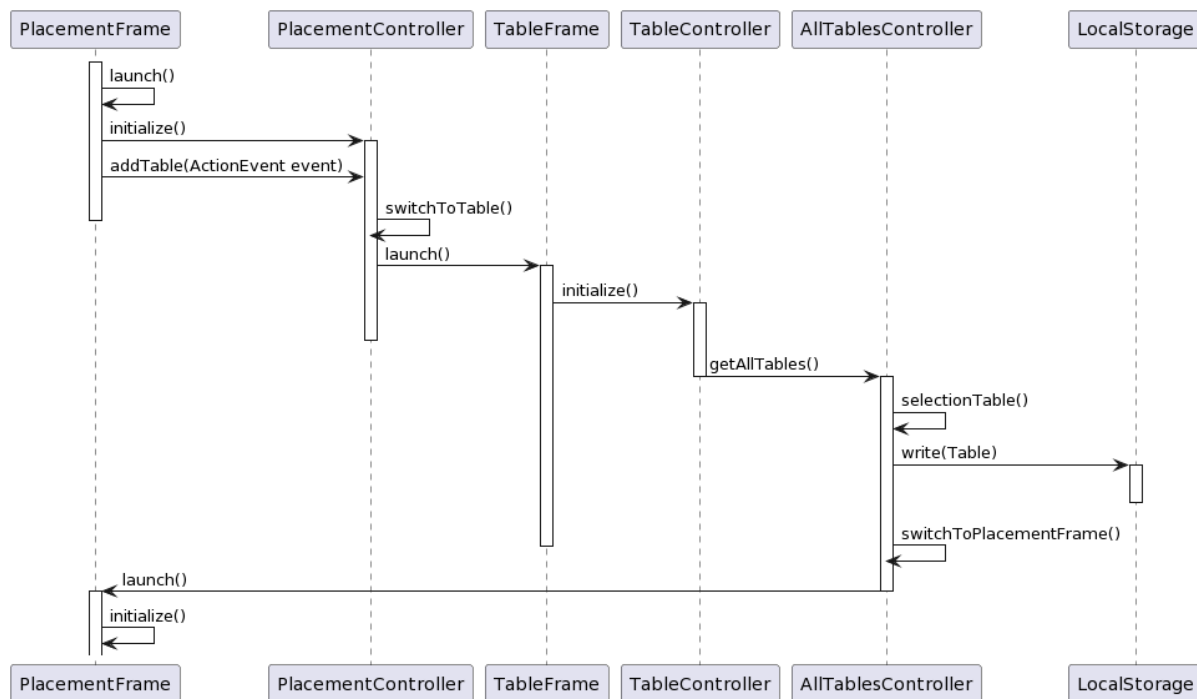 PlacementFrame PlacementController TableFrame TableController AllTablesController LocalStorage
launch()
initialize()
addTable(ActionEvent event)
switchToTable()
launch()
initialize()
getAllTables()
selectionTable()
write(Table)
switchToPlacementFrame()
launch()
initialize()
PlacementFrame PlacementController TableFrame TableController AllTablesController LocalStorage